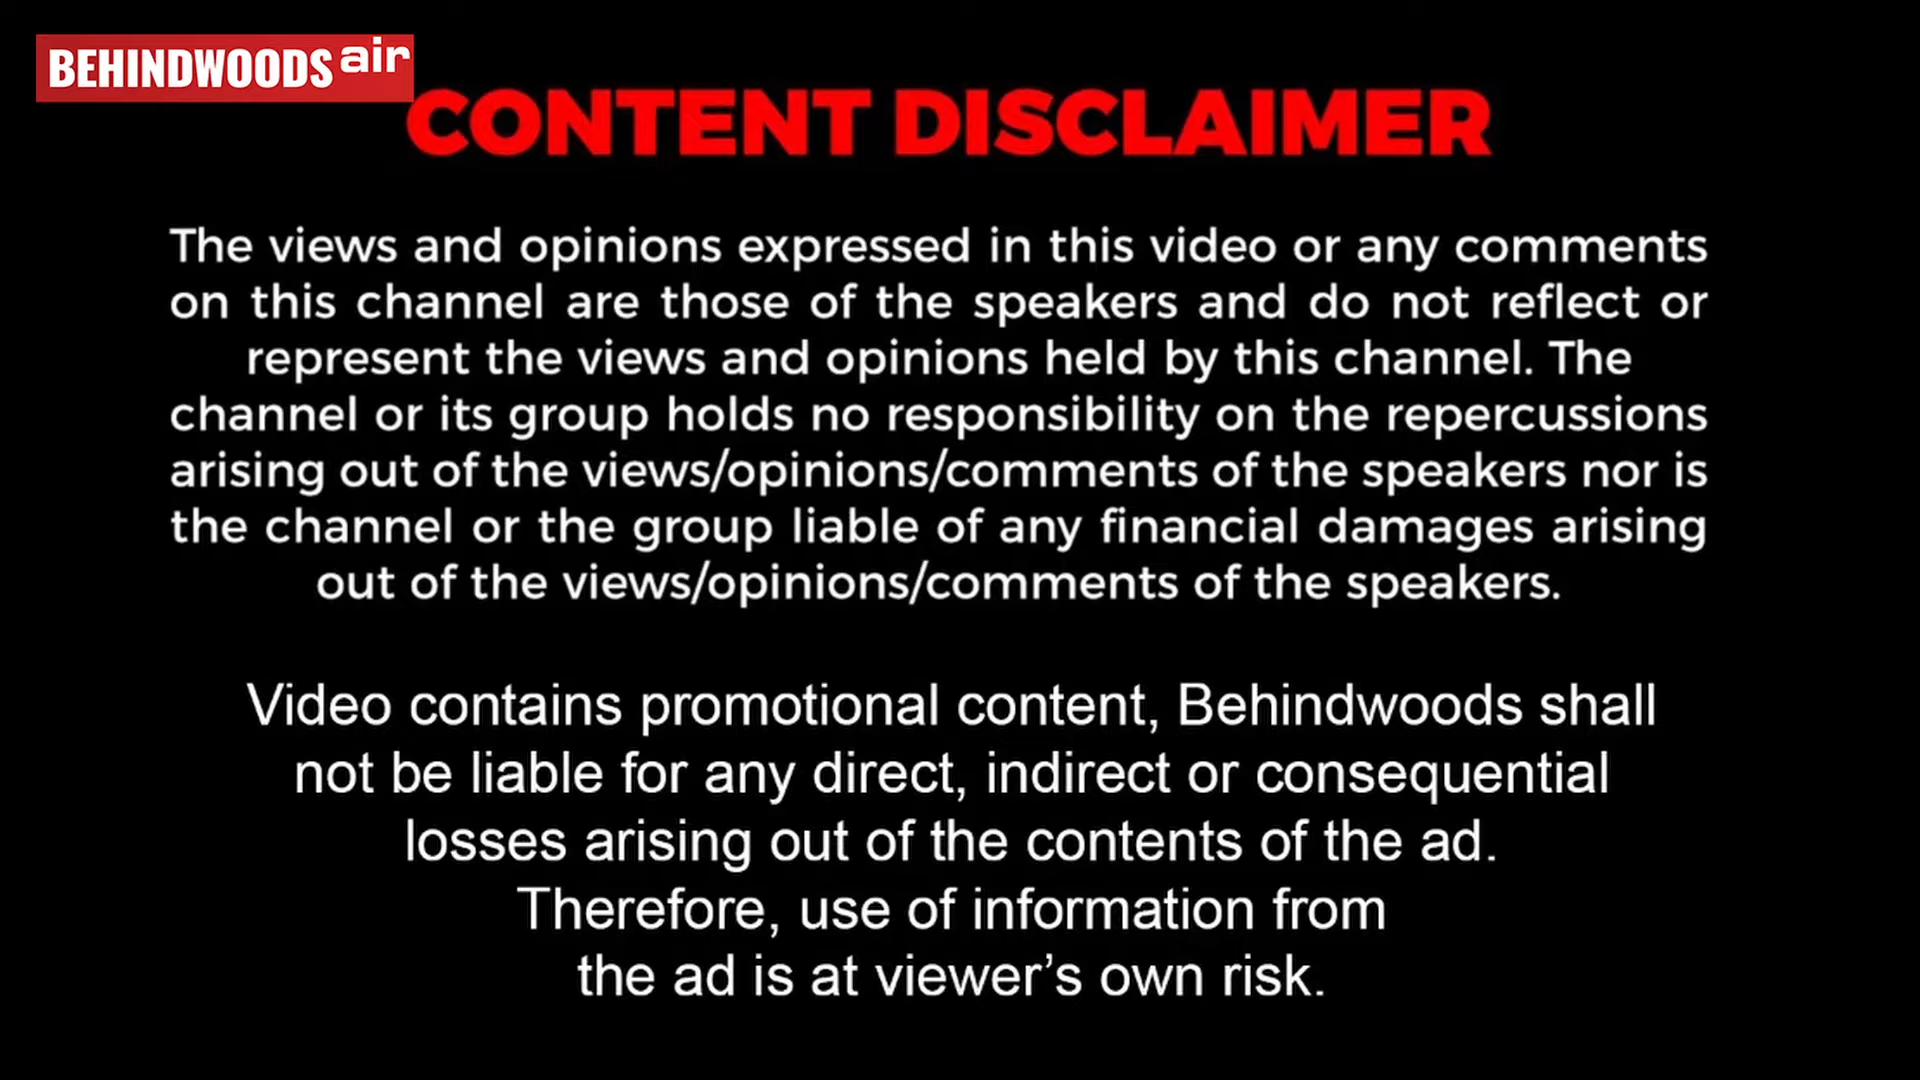 BEHINDWOODS air
CONTENT DISCLAIMER
The views and opinions expressed in this video or any comments
on this channel are those of the speakers and do not reflect or
represent the views and opinions held by this channel. The
channel or its group holds no responsibility on the repercussions
arising out of the views/opinions/comments of the speakers nor is
the channel or the group liable of any financial damages arising
out of the views/opinions/comments of the speakers.
Video contains promotional content, Behindwoods shall
not be liable for any direct, indirect or consequential
losses arising out of the contents of the ad.
Therefore, use of information from
the ad is at viewer’s own risk.